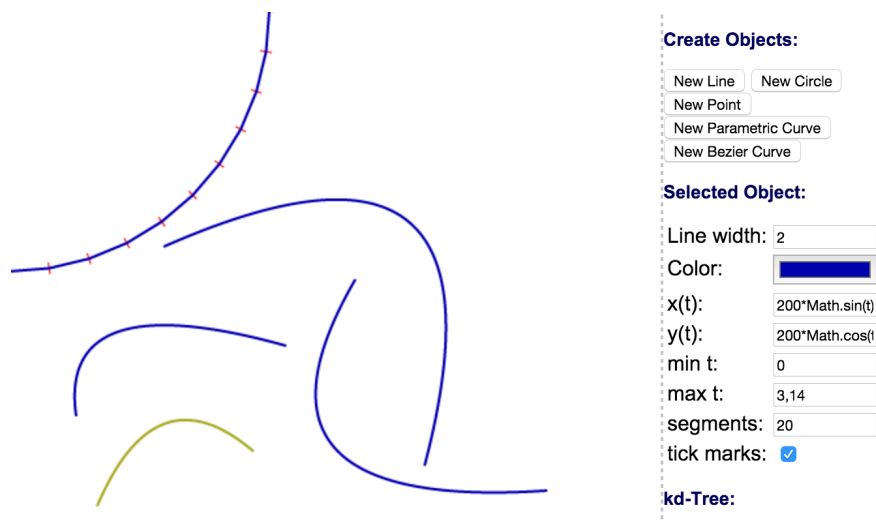 Create Objects:
New Line New Circle
New Point
New Parametric Curve
New Bezier Curve
Selected Object:
Line width: 2
Color:
x(t): 200*Math.sin(t)
y(t): 200*Math.cos(t
min t: 0
max t: 3,14
segments: 20
tick marks:
kd-Tree: